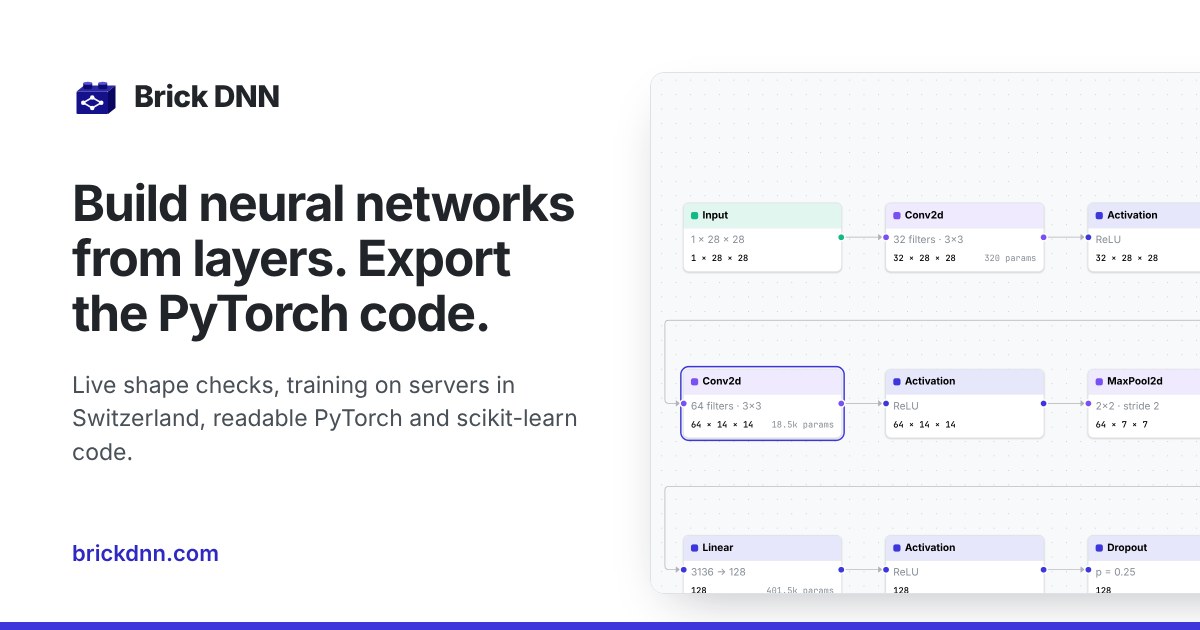 Brick DNN
Build neural networks
from layers. Export
the PyTorch code.
Live shape checks, training on servers in
Switzerland, readable PyTorch and scikit-learn
code.
brickdnn.com
Input
1 × 28 × 28
1 × 28 × 28
Conv2d
32 filters · 3×3
32 × 28 × 28 320 params
Activation
ReLU
32 × 28 × 28
Conv2d
64 filters · 3×3
64 × 14 × 14 18.5k params
Activation
ReLU
64 × 14 × 14
MaxPool2d
2×2 · stride 2
64 × 7 × 7
Linear
3136 → 128
128 401.5k params
Activation
ReLU
128
Dropout
p = 0.25
128